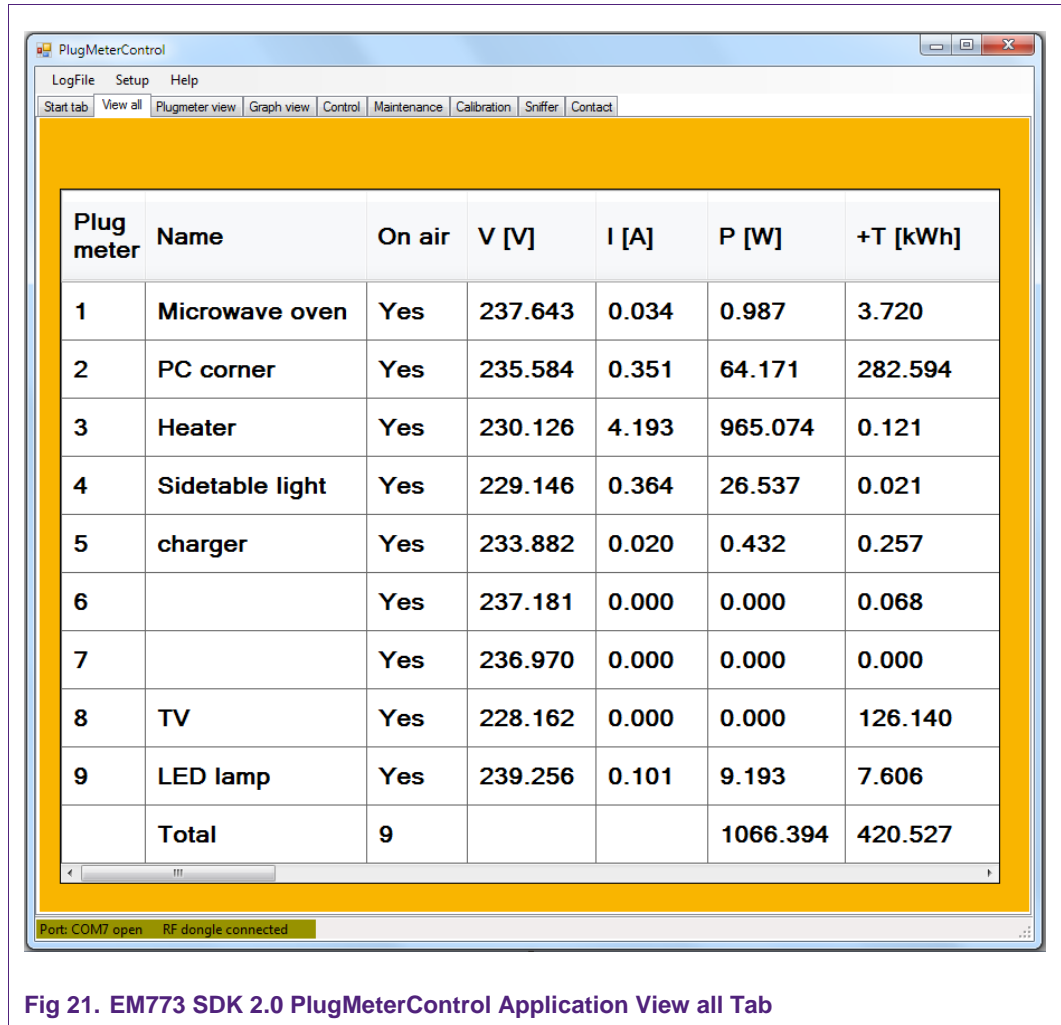 PlugMeterControl
LogFile Setup Help
Start tab View all Plugmeter view Graph view Control Maintenance Calibration Sniffer Contact
Plug meter Name On air V [V] I [A] P [W] +T [kWh]
1 Microwave oven Yes 237.643 0.034 0.987 3.720
2 PC corner Yes 235.584 0.351 64.171 282.594
3 Heater Yes 230.126 4.193 965.074 0.121
4 Sidetable light Yes 229.146 0.364 26.537 0.021
5 charger Yes 233.882 0.020 0.432 0.257
6 Yes 237.181 0.000 0.000 0.068
7 Yes 236.970 0.000 0.000 0.000
8 TV Yes 228.162 0.000 0.000 126.140
9 LED lamp Yes 239.256 0.101 9.193 7.606
Total 9 1066.394 420.527
Port: COM7 open RF dongle connected
Fig 21. EM773 SDK 2.0 PlugMeterControl Application View all Tab